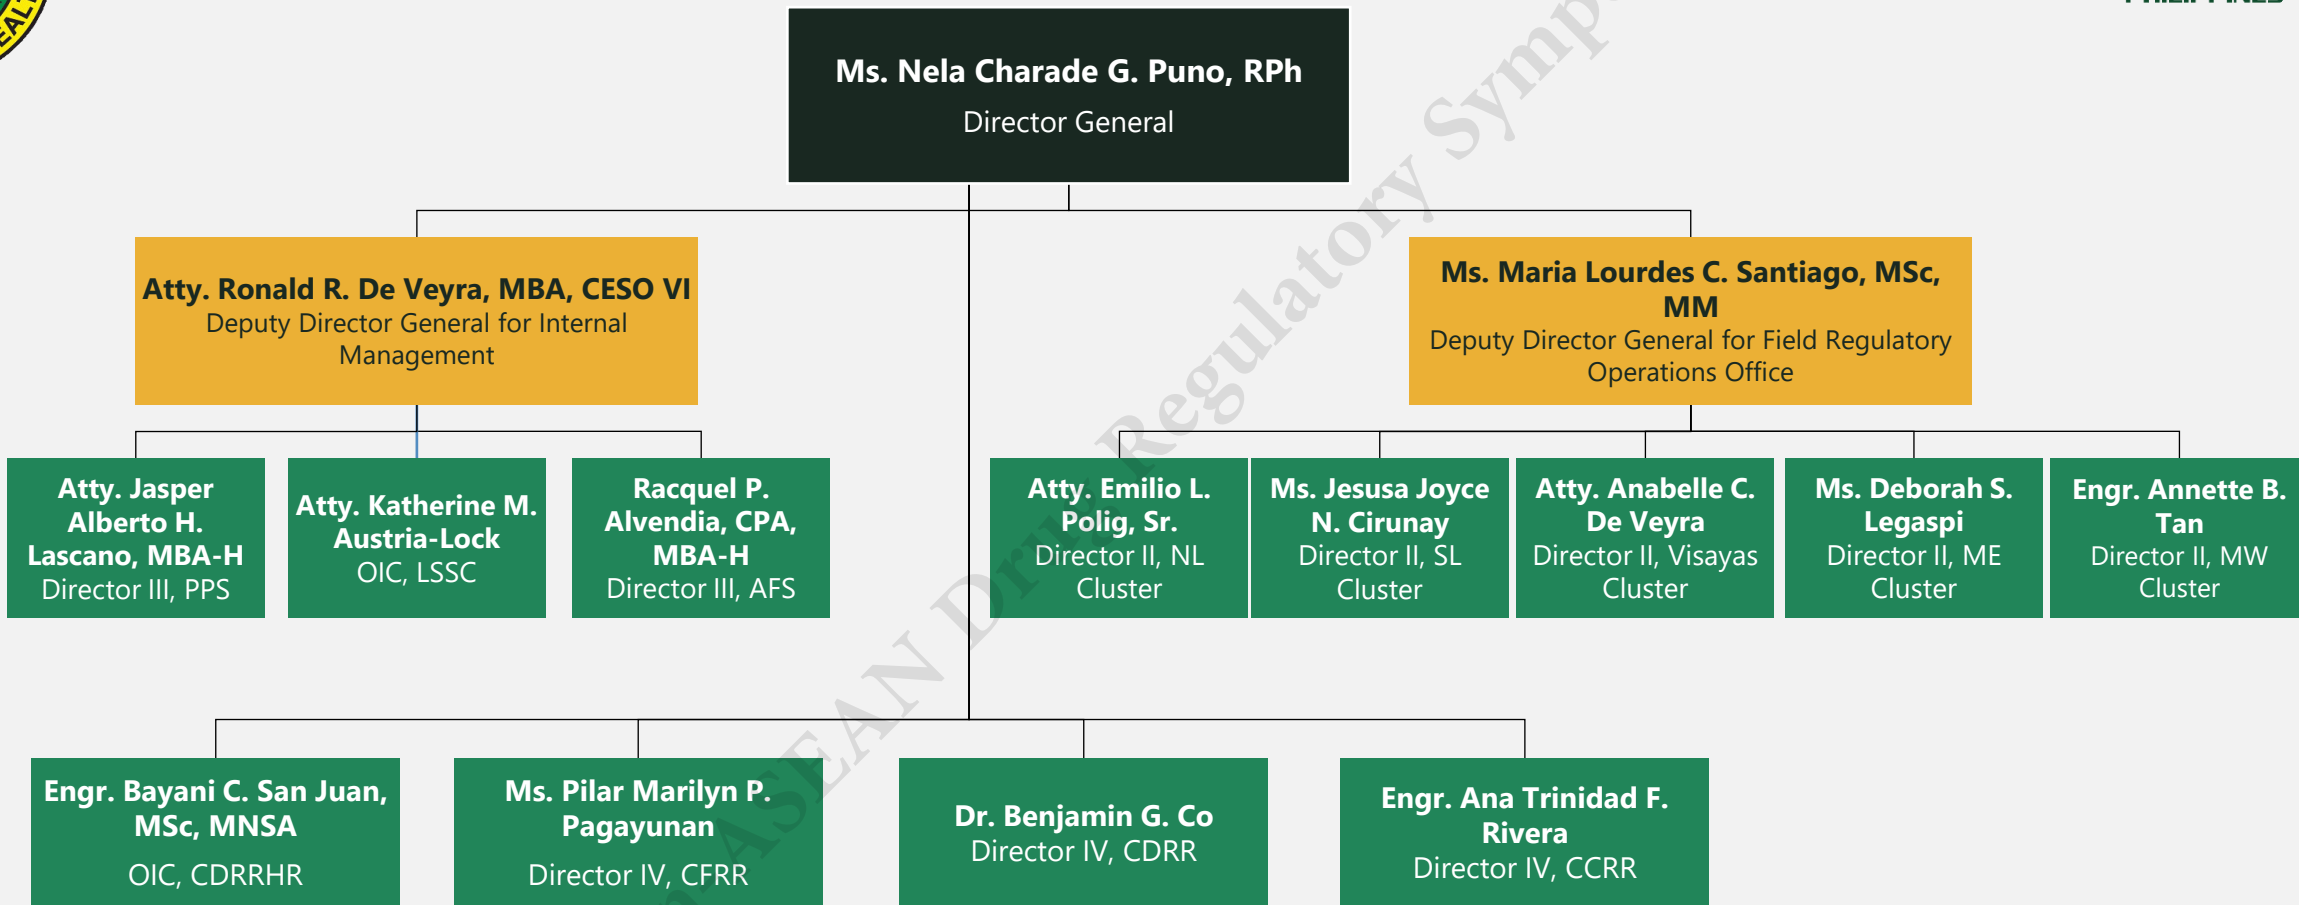 Ms. Nela Charade G. Puno, RPh
Director General
Atty. Ronald R. De Veyra, MBA, CESO VI
Deputy Director General for Internal
Management
Ms. Maria Lourdes C. Santiago, MSc,
MM
Deputy Director General for Field Regulatory
Operations Office
Atty. Jasper
Alberto H.
Lascano, MBA-H
Director III, PPS
Atty. Katherine M.
Austria-Lock
OIC, LSSC
Racquel P.
Alvendia, CPA,
MBA-H
Director III, AFS
Atty. Emilio L.
Polig, Sr.
Director II, NL
Cluster
Ms. Jesusa Joyce
N. Cirunay
Director II, SL
Cluster
Atty. Anabelle C.
De Veyra
Director II, Visayas
Cluster
Ms. Deborah S.
Legaspi
Director II, ME
Cluster
Engr. Annette B.
Tan
Director II, MW
Cluster
Engr. Bayani C. San Juan,
MSc, MNSA
OIC, CDRRHR
Ms. Pilar Marilyn P.
Pagayunan
Director IV, CFRR
Dr. Benjamin G. Co
Director IV, CDRR
Engr. Ana Trinidad F.
Rivera
Director IV, CCRR
ASEAN Drug Regulatory